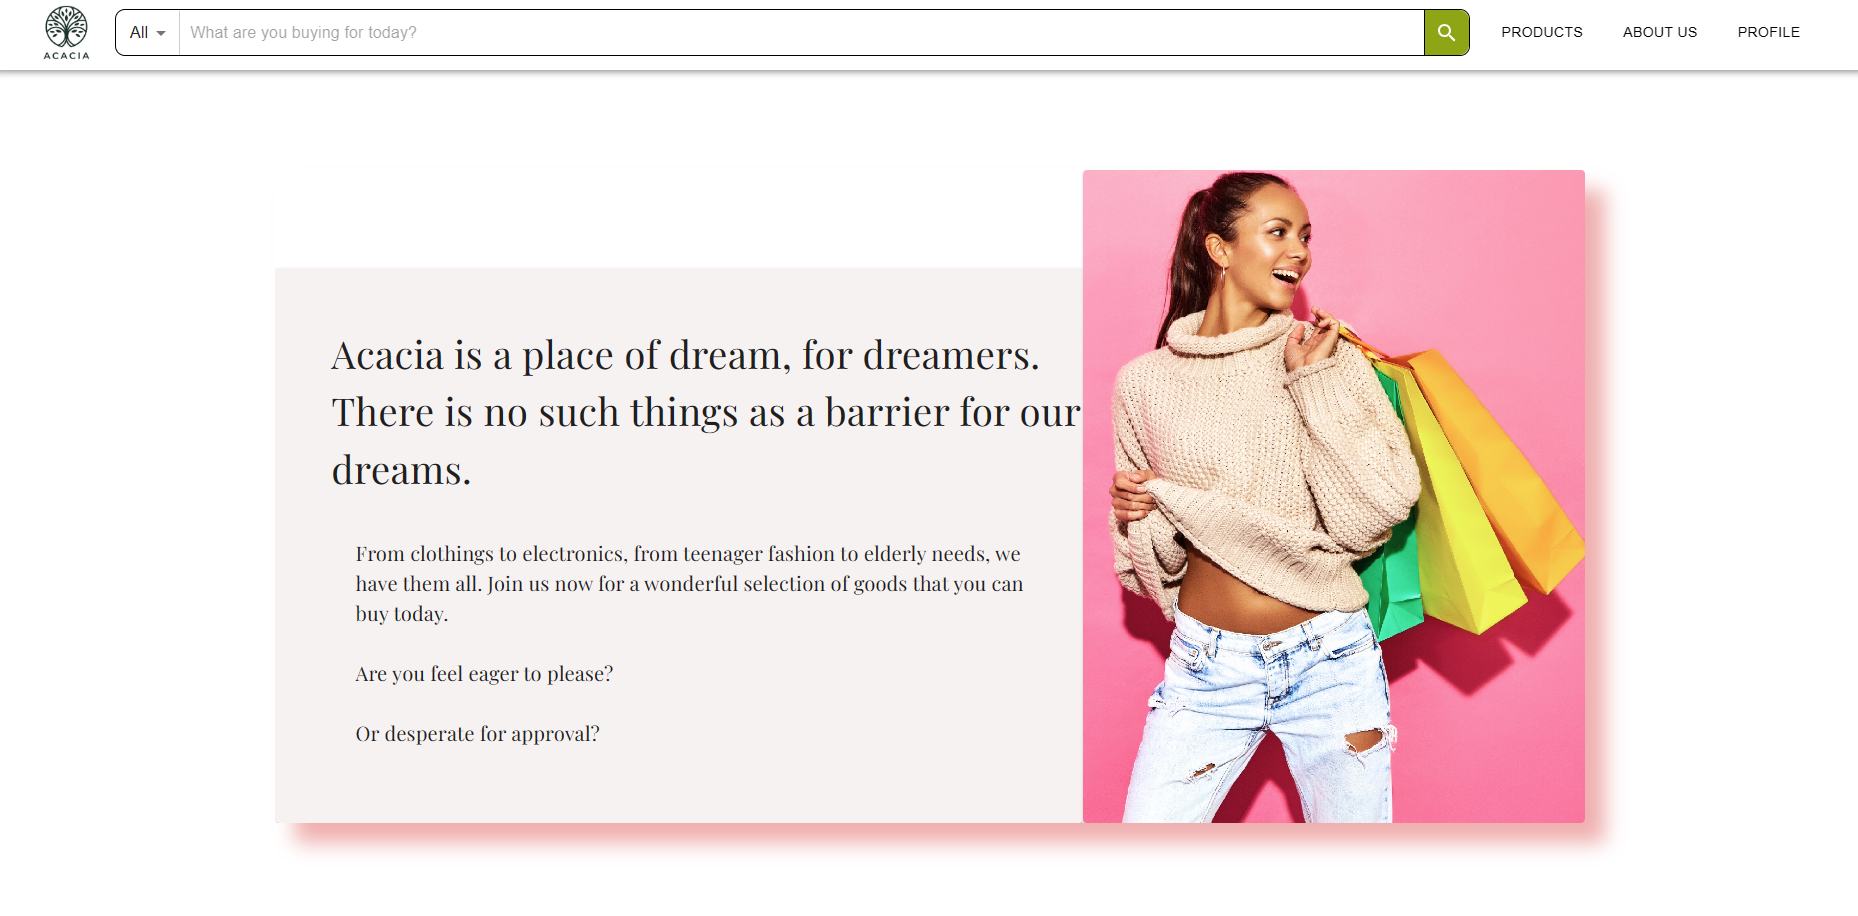 ACACIA
All
What are you buying for today?
PRODUCTS
ABOUT US
PROFILE
Acacia is a place of dream, for dreamers.
There is no such things as a barrier for our
dreams.
From clothings to electronics, from teenager fashion to elderly needs, we
have them all. Join us now for a wonderful selection of goods that you can
buy today.
Are you feel eager to please?
Or desperate for approval?